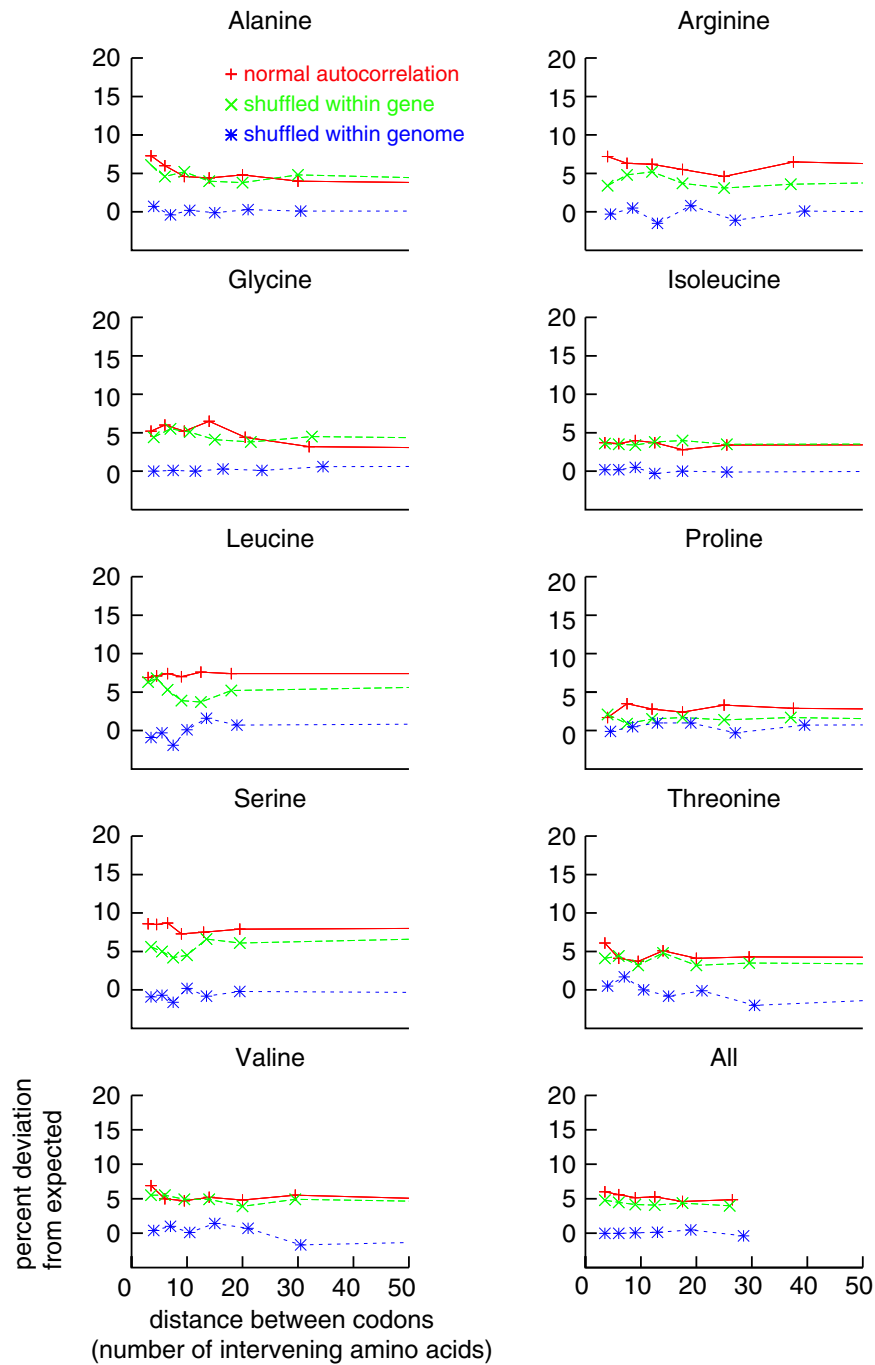 Alanine
20
15
10
5
0
+ normal autocorrelation
× shuffled within gene
* shuffled within genome
Arginine
20
15
10
5
0
Glycine
20
15
10
5
0
Isoleucine
20
15
10
5
0
Leucine
20
15
10
5
0
Proline
20
15
10
5
0
Serine
20
15
10
5
0
Threonine
20
15
10
5
0
Valine
20
15
10
5
0
percent deviation
from expected
0 10 20 30 40 50
distance between codons
(number of intervening amino acids)
All
20
15
10
5
0
0 10 20 30 40 50